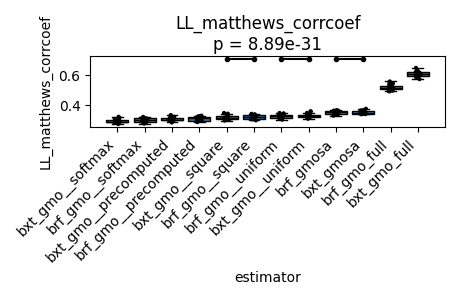 LL_matthews_corrcoef
p = 8.89e-31
LL_matthews_corrcoef
0.6
0.4
bxt_gmo__softmax
brf_gmo__softmax
bxt_gmo__precomputed
brf_gmo__precomputed
bxt_gmo__square
brf_gmo__square
brf_gmo__uniform
bxt_gmo__uniform
brf_gmosa
bxt_gmosa
brf_gmo_full
bxt_gmo_full
estimator